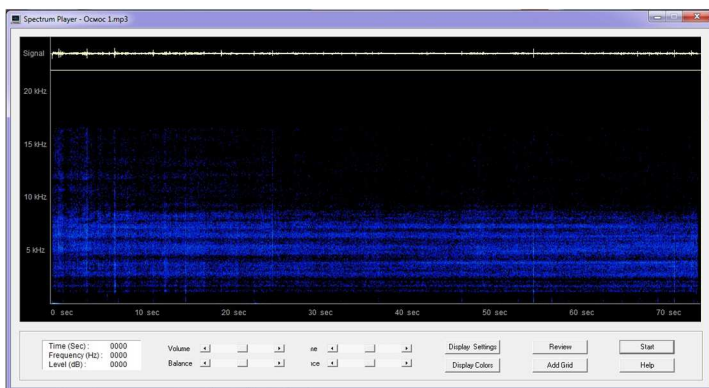 Spectrum Player - Осмос 1.mp3
Signal
20 kHz
15 kHz
10 kHz
5 kHz
0 sec 10 sec 20 sec 30 sec 40 sec 50 sec 60 sec 70 sec
Time (Sec) : 0000
Frequency (Hz) : 0000
Level (dB) : 0000
Volume
Balance
ne
ice
Display Settings
Review
Start
Display Colors
Add Grid
Help